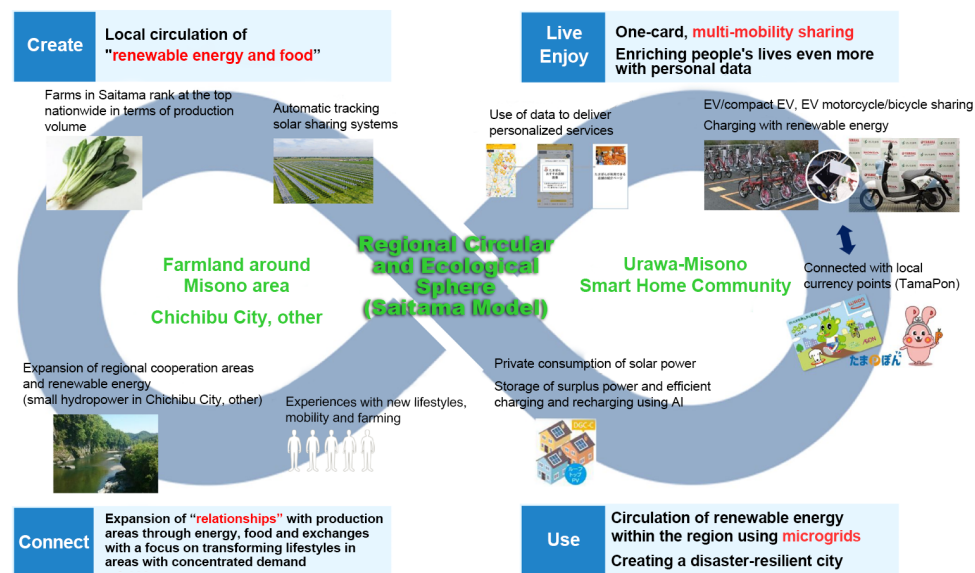 Create
Local circulation of
"renewable energy and food”
Live
Enjoy
One-card, multi-mobility sharing
Enriching people's lives even more
with personal data
Farms in Saitama rank at the top
nationwide in terms of production
volume
Automatic tracking
solar sharing systems
Use of data to deliver
personalized services
EV/compact EV, EV motorcycle/bicycle sharing
Charging with renewable energy
Regional Circular
and Ecological
Sphere
(Saitama Model)
Farmland around
Misono area
Chichibu City, other
Urawa-Misono
Smart Home Community
Connected with local
currency points (TamaPon)
たまぽん
Expansion of regional cooperation areas
and renewable energy
(small hydropower in Chichibu City, other)
Experiences with new lifestyles,
mobility and farming
Private consumption of solar power
Storage of surplus power and efficient
charging and recharging using AI
DGC-C
ルーフ
トップ
PV
Connect
Expansion of “relationships” with production
areas through energy, food and exchanges
with a focus on transforming lifestyles in
areas with concentrated demand
Use
Circulation of renewable energy
within the region using microgrids
Creating a disaster-resilient city